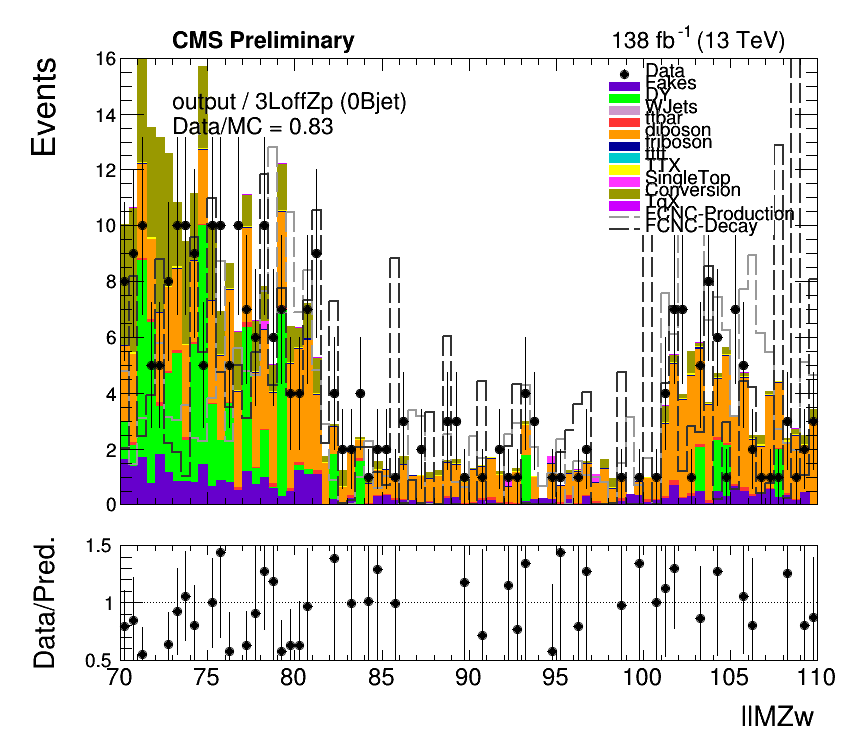 CMS Preliminary
138 fb-1 (13 TeV)
Events
16
14
12
10
8
6
4
2
0
output / 3LoffZp (0Bjet)
Data/MC = 0.83
Data
Fakes
DY
WJets
ttbar
diboson
triboson
tttt
TTX
SingleTop
Conversion
TqX
FCNC-Production
FCNC-Decay
Data/Pred.
1.5
1
0.5
70 75 80 85 90 95 100 105 110
llMZw